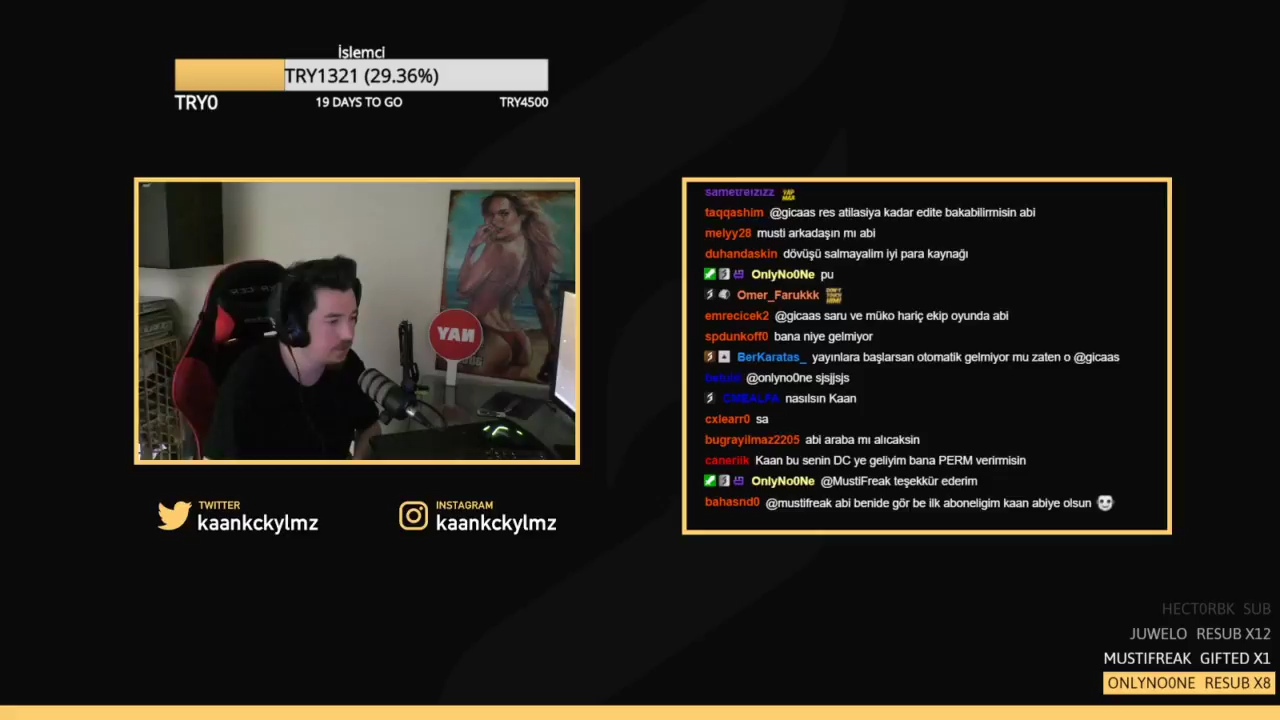 İşlemci
TRY1321 (29.36%)
TRY0
19 DAYS TO GO
TRY4500
YAN
sametreizizz
taqqashim @gicaas res atilasiya kadar edite bakabilirmisin abi
melyy28 musti arkadaşın mı abi
duhandaskin dövüşü salmayalim iyi para kaynağı
OnlyNo0Ne pu
Omer_Farukkk
emrecicek2 @gicaas saru ve müko hariç ekip oyunda abi
spdunkoff0 bana niye gelmiyor
BerKaratas_ yayınlara başlarsan otomatik gelmiyor mu zaten o @gicaas
@onlyno0ne sjsjjsjs
nasılsın Kaan
cxlearr0 sa
bugrayilmaz2205 abi araba mı alıcaksin
caneriik Kaan bu senin DC ye geliyim bana PERM verirmisin
OnlyNo0Ne @MustiFreak teşekkür ederim
bahasnd0 @mustifreak abi benide gör be ilk aboneligim kaan abiye olsun
TWITTER
kaankckylmz
INSTAGRAM
kaankckylmz
HECT0RBK SUB
JUWELO RESUB X12
MUSTIFREAK GIFTED X1
ONLYNO0NE RESUB X8